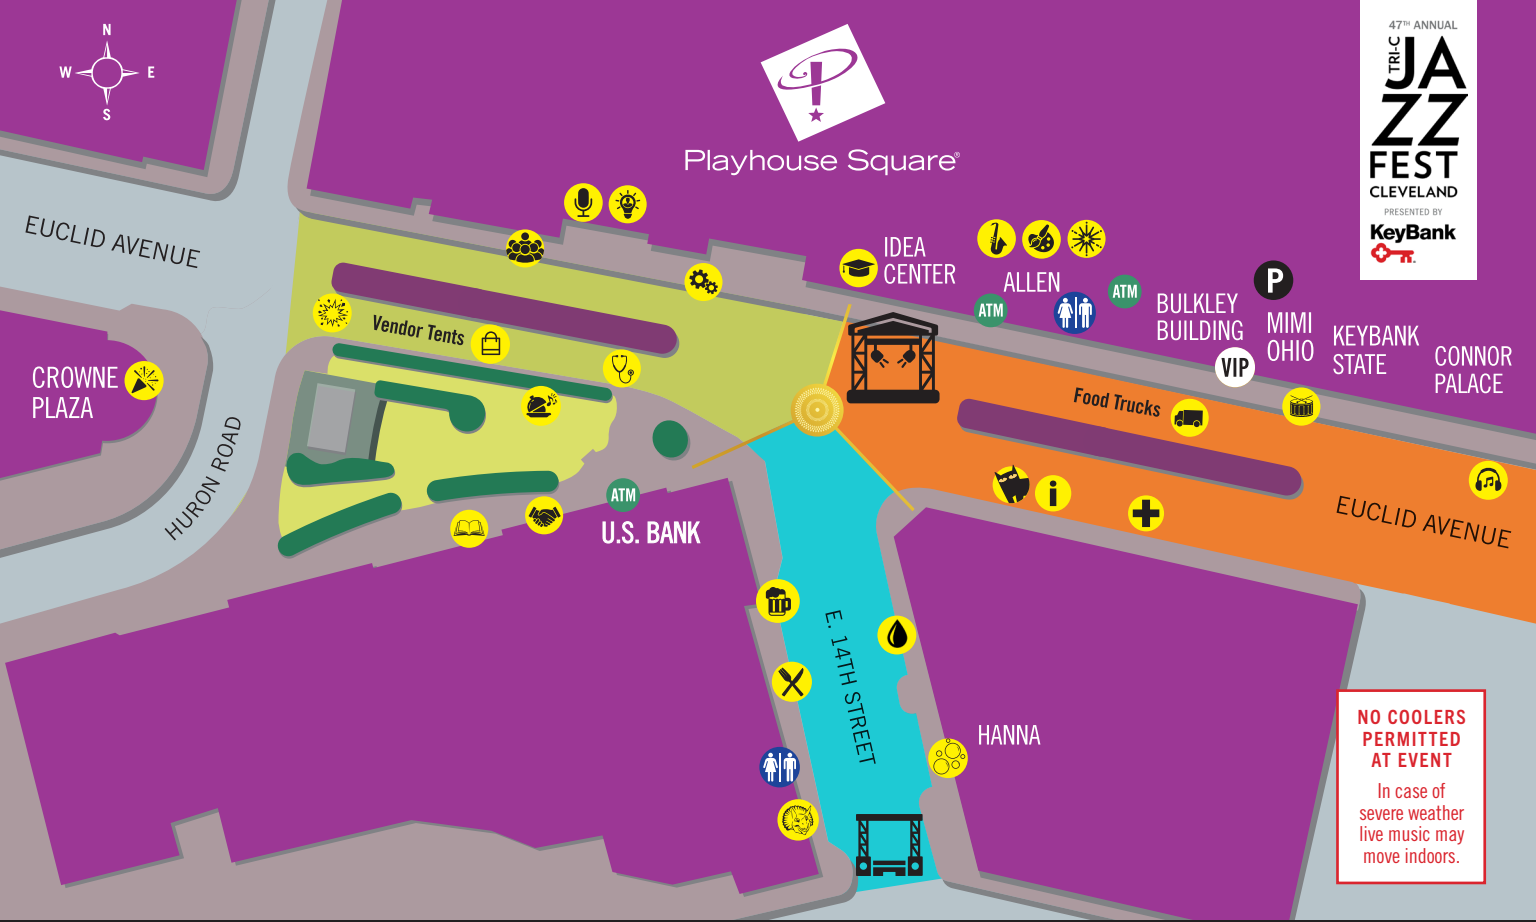 N
W E
S
Playhouse Square®
47TH ANNUAL
TRI-C
JA
ZZ
FEST
CLEVELAND
PRESENTED BY
KeyBank
EUCLID AVENUE
IDEA
CENTER
ALLEN
ATM
ATM
BULKLEY
BUILDING
P
MIMI
OHIO
KEYBANK
STATE
CONNOR
PALACE
VIP
Vendor Tents
Food Trucks
CROWNE
PLAZA
HURON ROAD
ATM
U.S. BANK
i
EUCLID AVENUE
E. 14TH STREET
HANNA
NO COOLERS
PERMITTED
AT EVENT
In case of
severe weather
live music may
move indoors.